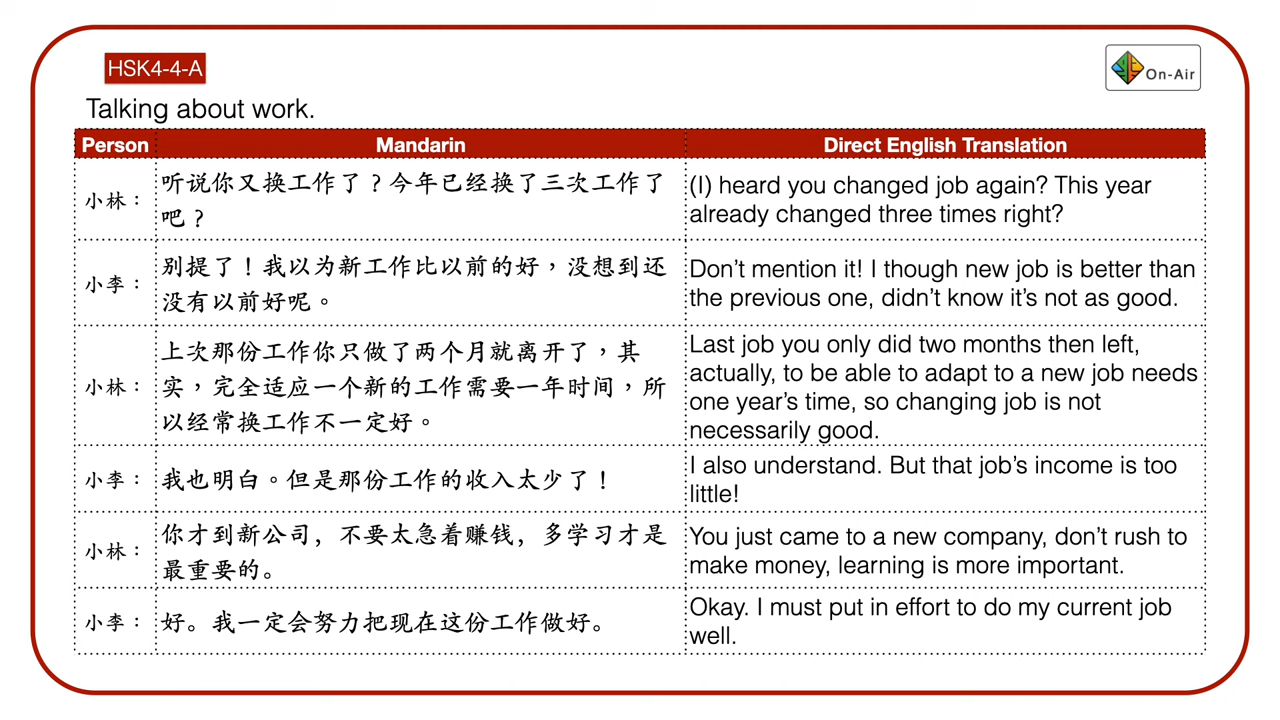 HSK4-4-A
On-Air
Talking about work.
Person
Mandarin
Direct English Translation
小林：
听说你又换工作了？今年已经换了三次工作了
吧？
(I) heard you changed job again? This year
already changed three times right?
小李：
别提了！我以为新工作比以前的好，没想到还
没有以前好呢。
Don't mention it! I though new job is better than
the previous one, didn't know it's not as good.
小林：
上次那份工作你只做了两个月就离开了，其
实，完全适应一个新的工作需要一年时间，所
以经常换工作不一定好。
Last job you only did two months then left,
actually, to be able to adapt to a new job needs
one year's time, so changing job is not
necessarily good.
小李：
我也明白。但是那份工作的收入太少了！
I also understand. But that job's income is too
little!
小林：
你才到新公司，不要太急着赚钱，多学习才是
最重要的。
You just came to a new company, don't rush to
make money, learning is more important.
小李：
好。我一定会努力把现在这份工作做好。
Okay. I must put in effort to do my current job
well.